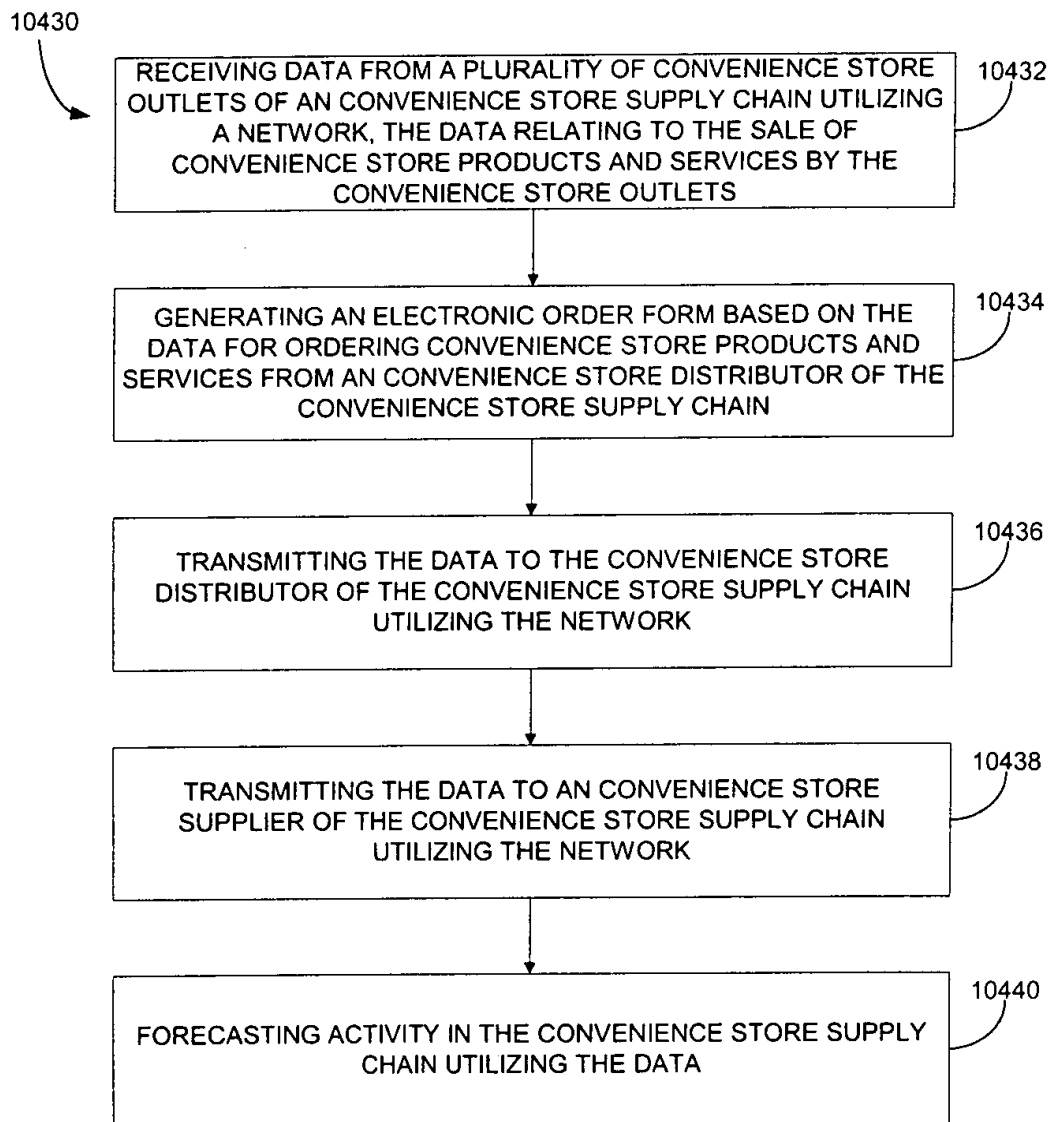 10430
RECEIVING DATA FROM A PLURALITY OF CONVENIENCE STORE
OUTLETS OF AN CONVENIENCE STORE SUPPLY CHAIN UTILIZING
A NETWORK, THE DATA RELATING TO THE SALE OF
CONVENIENCE STORE PRODUCTS AND SERVICES BY THE
CONVENIENCE STORE OUTLETS
10432
GENERATING AN ELECTRONIC ORDER FORM BASED ON THE
DATA FOR ORDERING CONVENIENCE STORE PRODUCTS AND
SERVICES FROM AN CONVENIENCE STORE DISTRIBUTOR OF THE
CONVENIENCE STORE SUPPLY CHAIN
10434
TRANSMITTING THE DATA TO THE CONVENIENCE STORE
DISTRIBUTOR OF THE CONVENIENCE STORE SUPPLY CHAIN
UTILIZING THE NETWORK
10436
TRANSMITTING THE DATA TO AN CONVENIENCE STORE
SUPPLIER OF THE CONVENIENCE STORE SUPPLY CHAIN
UTILIZING THE NETWORK
10438
FORECASTING ACTIVITY IN THE CONVENIENCE STORE SUPPLY
CHAIN UTILIZING THE DATA
10440